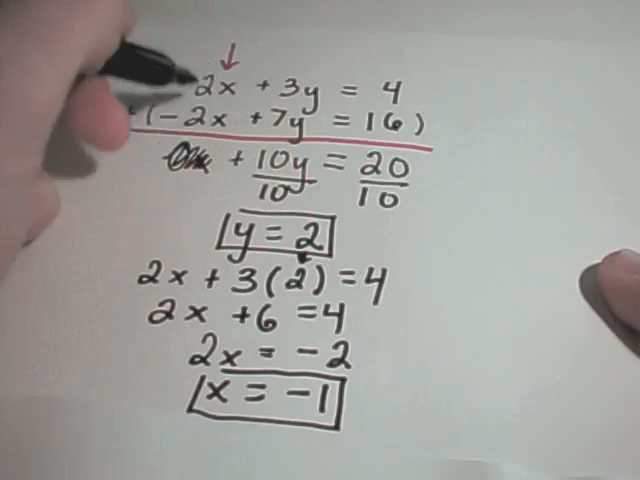 2x + 3y = 4
(- 2x + 7y = 16)
+ 10y = 20
10 10
y = 2
2x + 3(2) = 4
2x + 6 = 4
2x = - 2
x = - 1